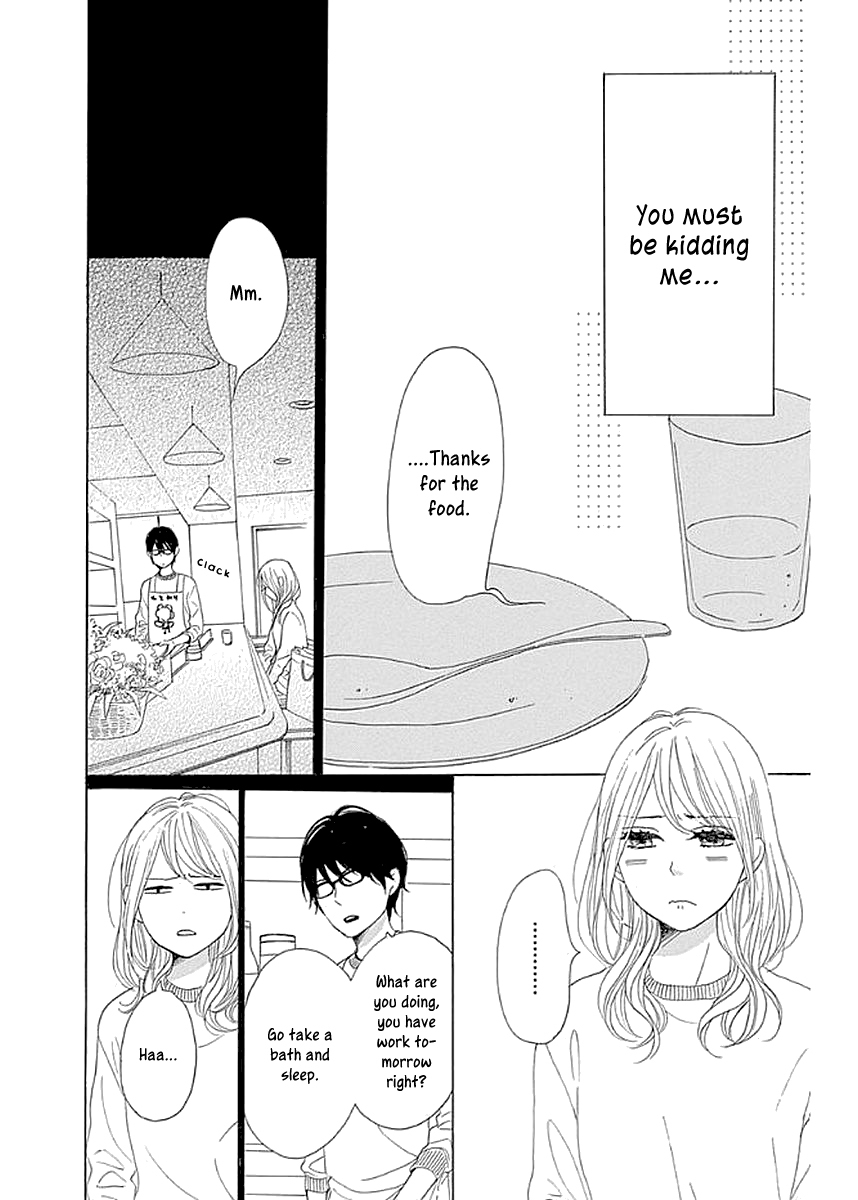 You must
be kidding
me...
....Thanks
for the
food.
Mm.
clack
.........
What are
you doing,
you have
work to-
morrow
right?
Go take a
bath and
sleep.
Haa...